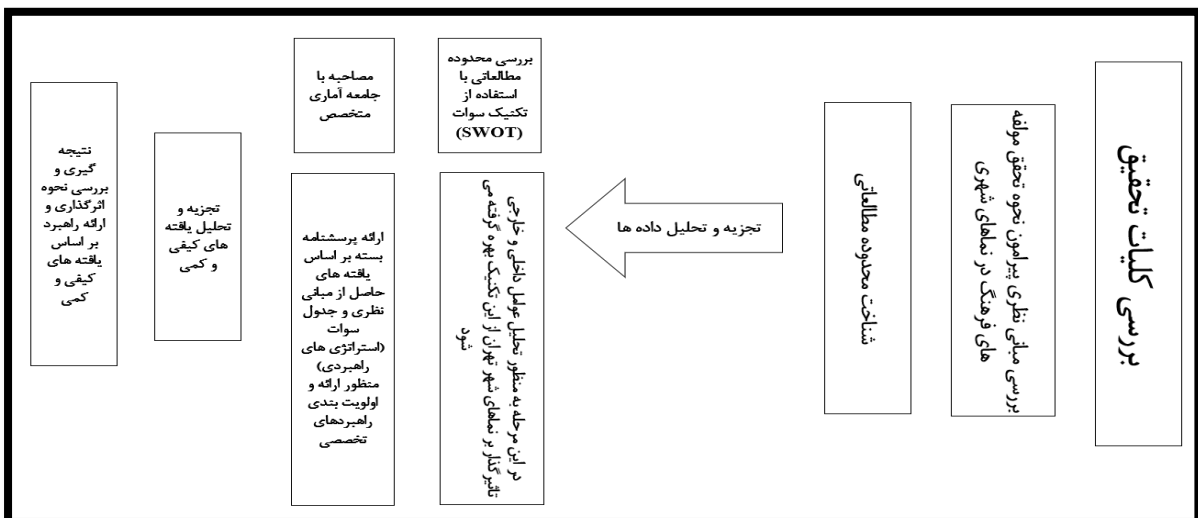 بررسی کلیات تحقیق
بررسی مبانی نظری پیرامون نحوه تحقق مولفه
های فرهنگ در نماهای شهری
شناخت محدوده مطالعاتی
تجزیه و تحلیل داده ها
بررسی محدوده
مطالعاتی با
استفاده از
تکنیک سوات
(SWOT)
در این مرحله به منظور تحلیل عوامل داخلی و خارجی
تاثیرگذار بر نماهای شهر تهران از این تکنیک بهره گرفته می
شود
مصاحبه با
جامعه آماری
متخصص
ارائه پرسشنامه
بسته بر اساس
یافته های
حاصل از مبانی
نظری و جدول
سوات
(استراتژی های
راهبردی)
منظور ارائه و
اولویت بندی
راهبردهای
تخصصی
تجزیه و
تحلیل یافته
های کیفی
و کمی
نتیجه
گیری و
بررسی نحوه
اثرگذاری و
ارائه راهبرد
بر اساس
یافته های
کیفی و
کمی